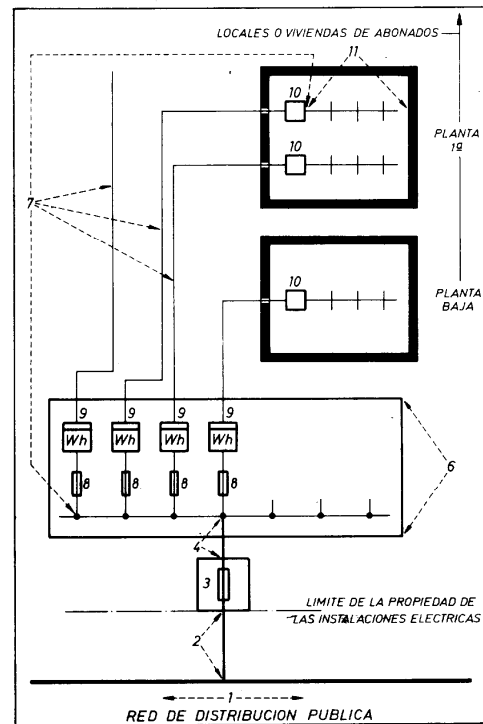 LOCALES O VIVIENDAS DE ABONADOS
11
10
PLANTA
1ª
10
7
10
PLANTA
BAJA
9 9 9 9
Wh Wh Wh Wh
8 8 8 8
6
4
3
LIMITE DE LA PROPIEDAD DE
LAS INSTALACIONES ELECTRICAS
2
1
RED DE DISTRIBUCION PUBLICA